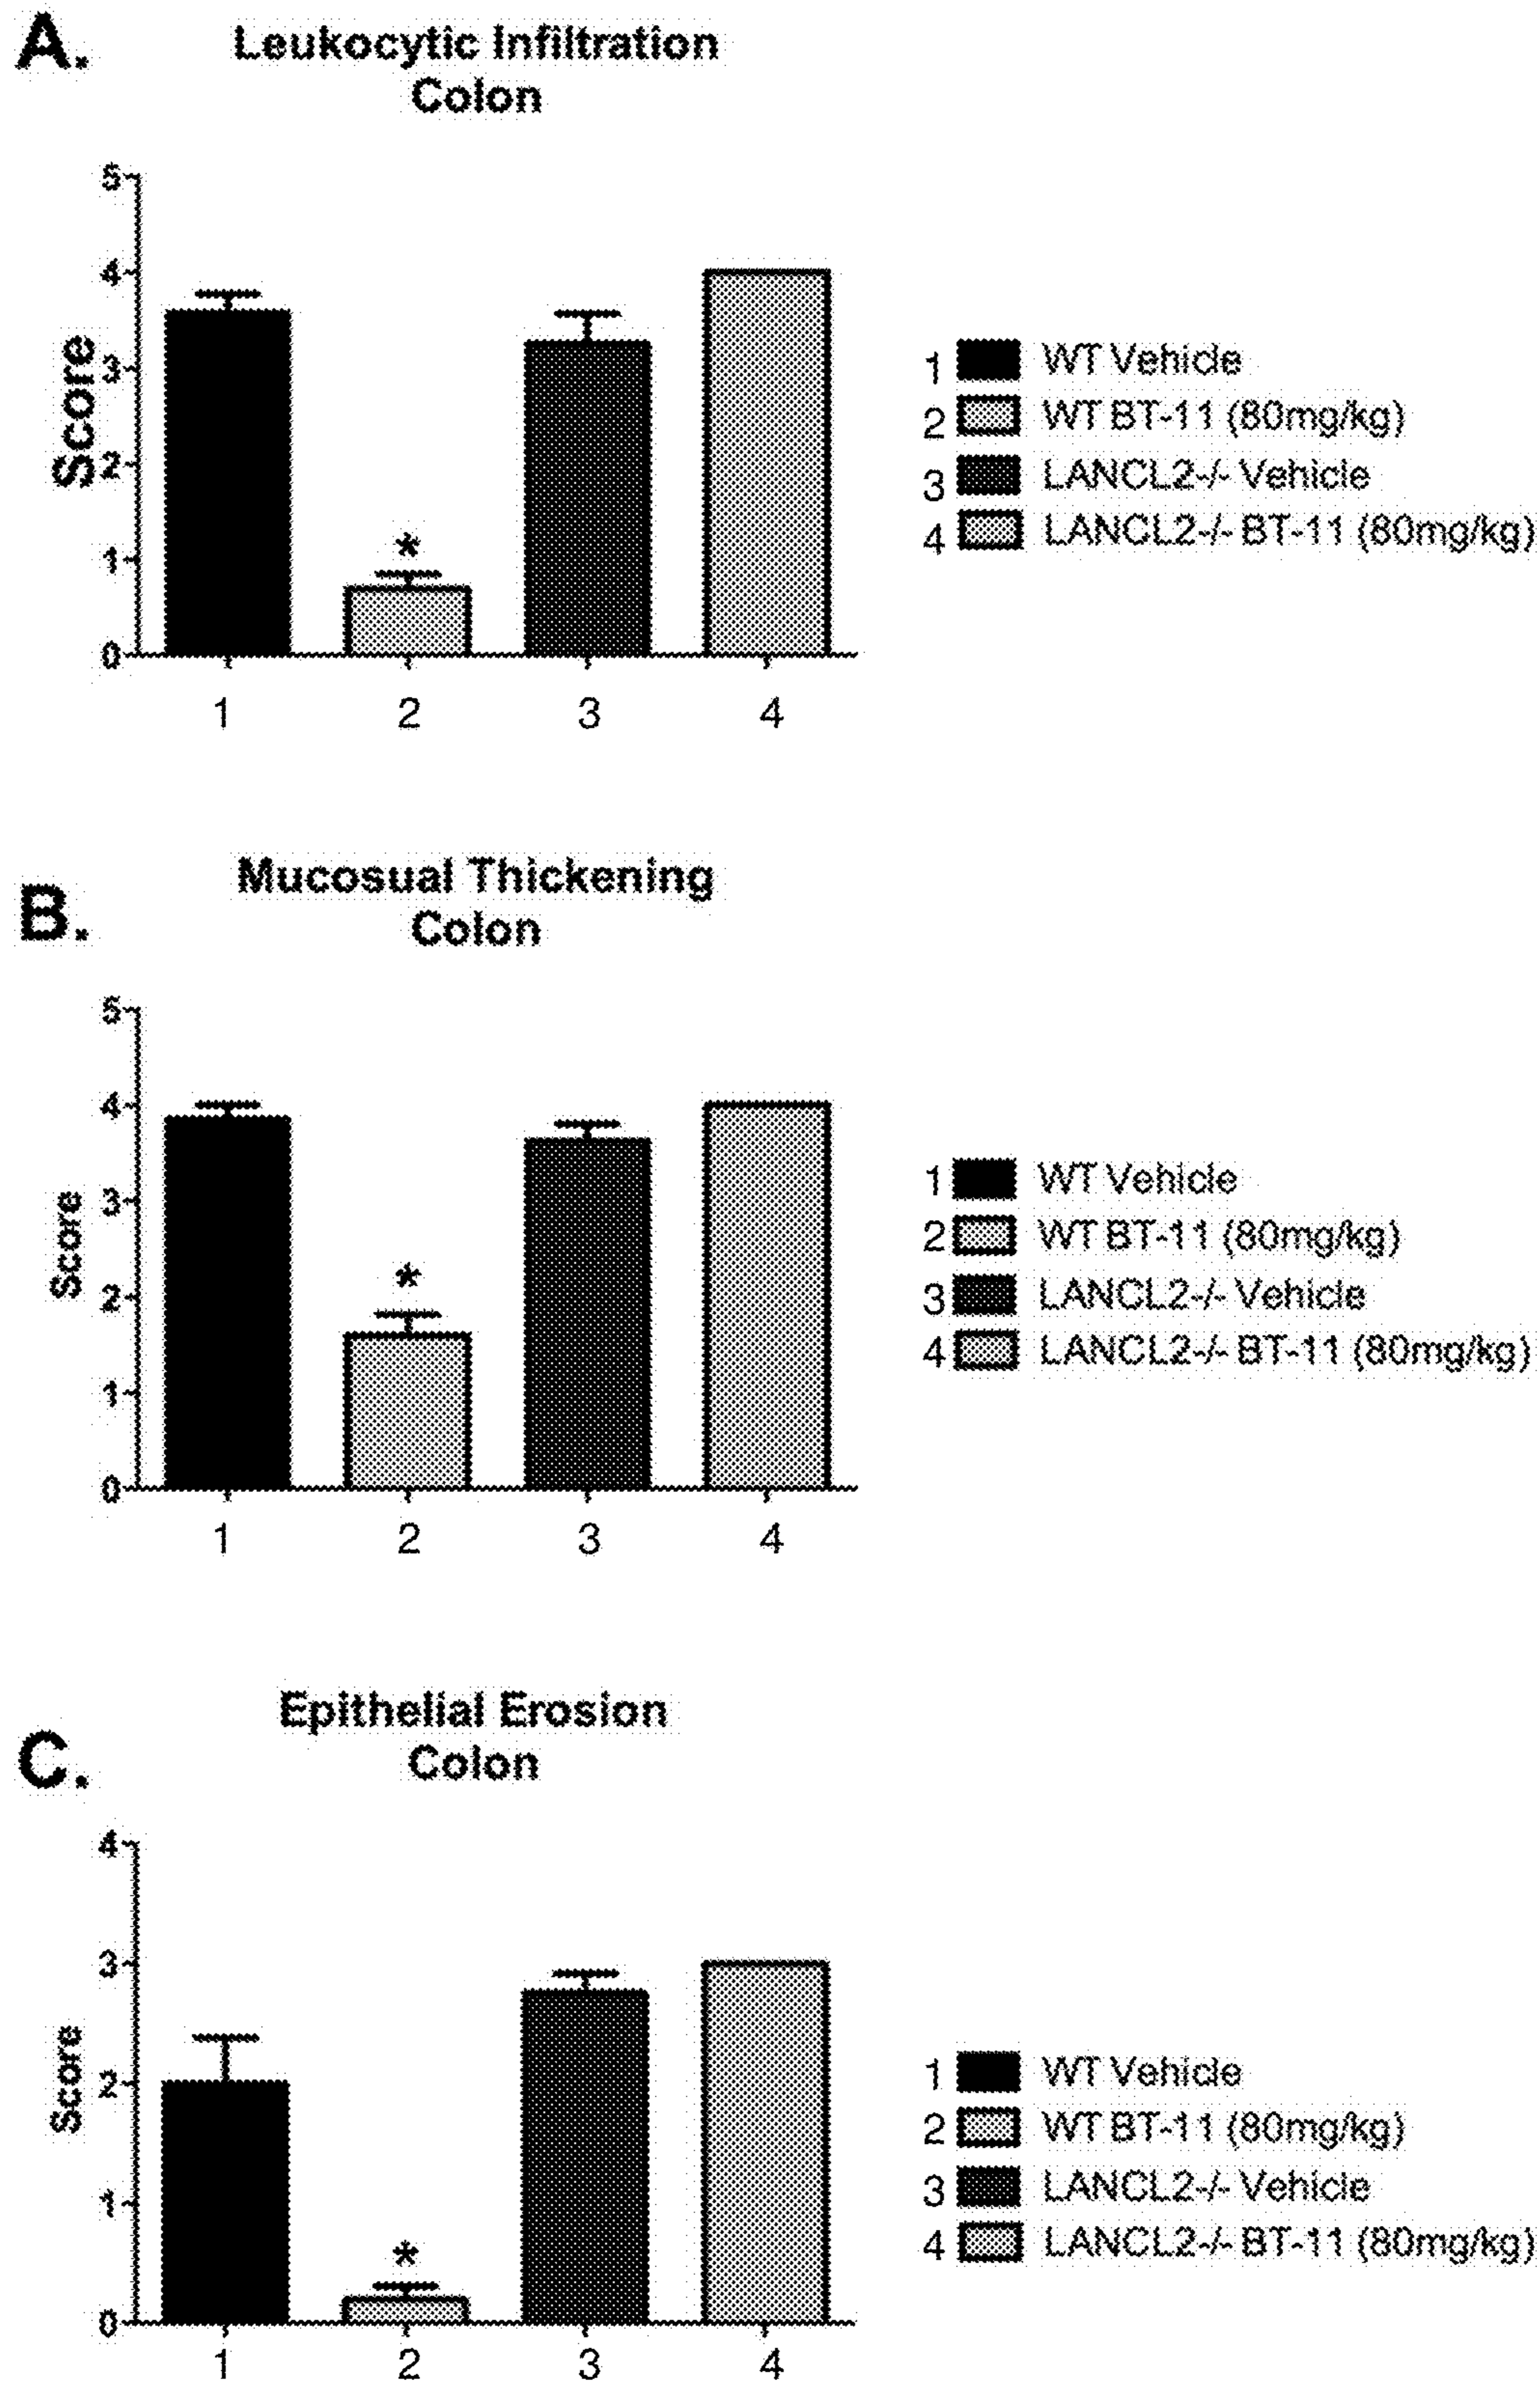 A.
Leukocytic Infiltration
Colon
Score
5
4
3
2
1
0
*
1 2 3 4
1 WT Vehicle
2 WT BT-11 (80mg/kg)
3 LANCL2-/- Vehicle
4 LANCL2-/- BT-11 (80mg/kg)
B.
Mucosual Thickening
Colon
Score
5
4
3
2
1
0
*
1 2 3 4
1 WT Vehicle
2 WT BT-11 (80mg/kg)
3 LANCL2-/- Vehicle
4 LANCL2-/- BT-11 (80mg/kg)
C.
Epithelial Erosion
Colon
Score
4
3
2
1
0
*
1 2 3 4
1 WT Vehicle
2 WT BT-11 (80mg/kg)
3 LANCL2-/- Vehicle
4 LANCL2-/- BT-11 (80mg/kg)